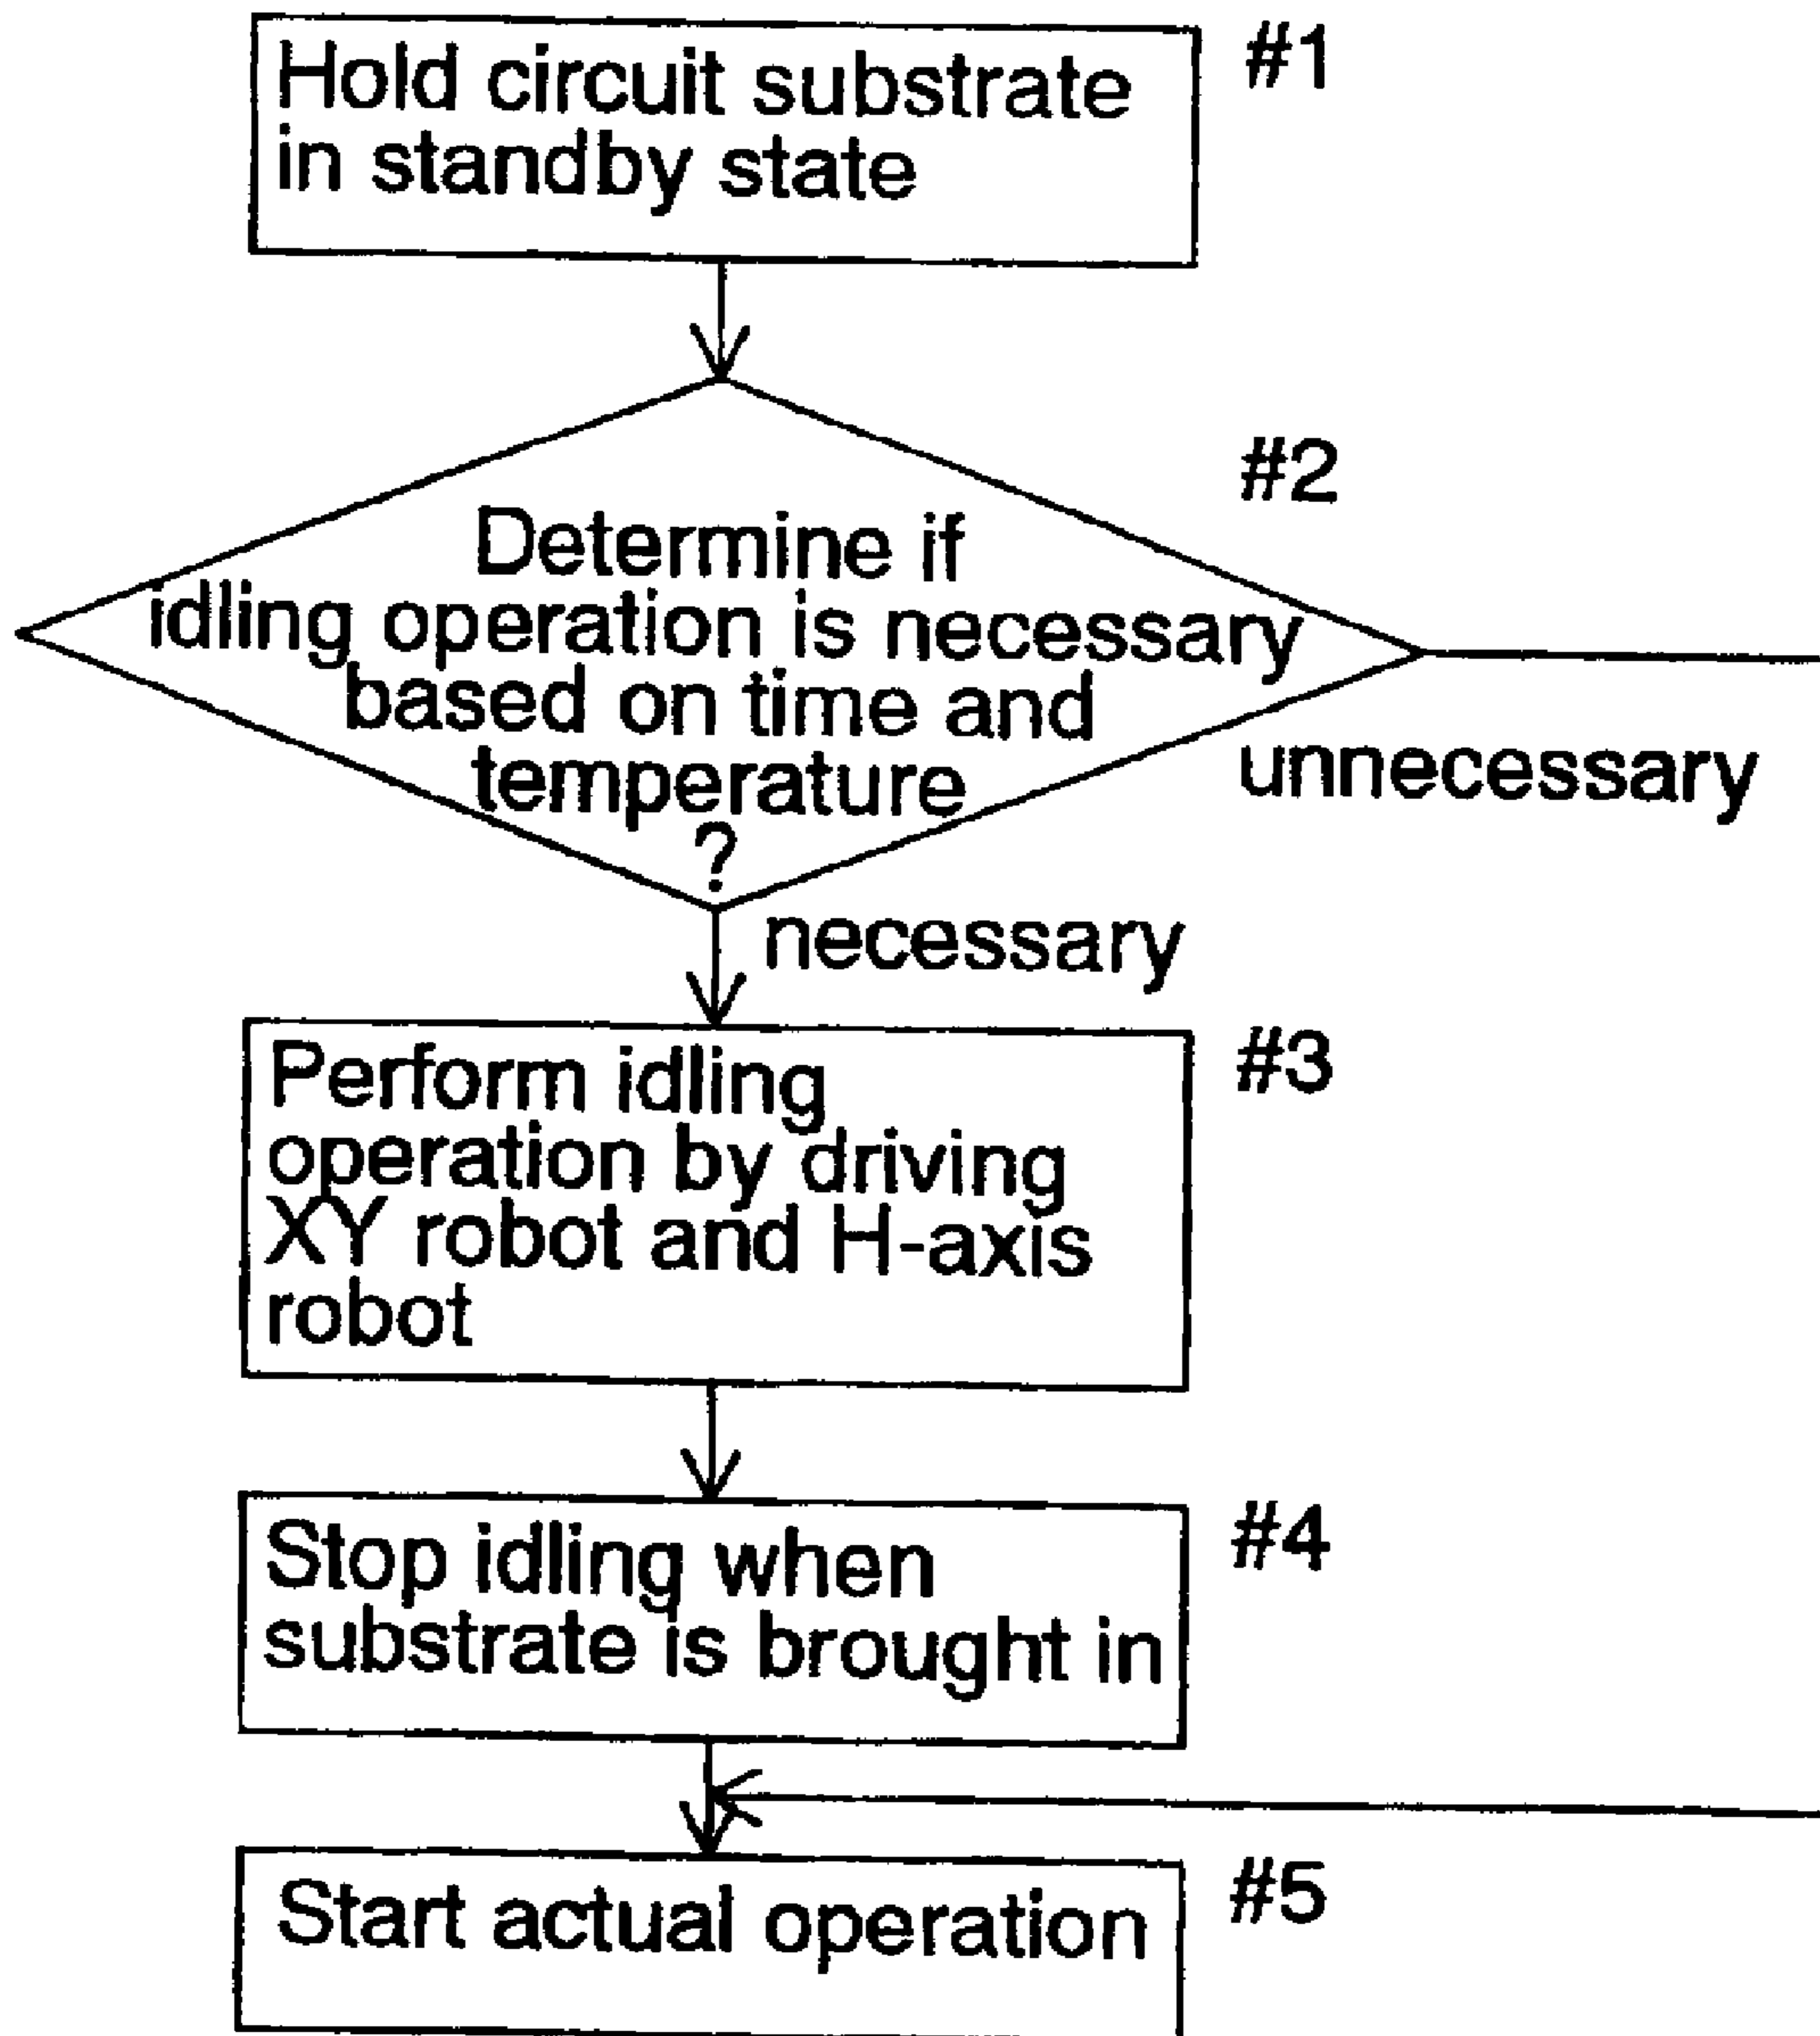 Hold circuit substrate
in standby state
#1
#2
Determine if
idling operation is necessary
based on time and
temperature
?
unnecessary
necessary
Perform idling
operation by driving
XY robot and H-axis
robot
#3
Stop idling when
substrate is brought in
#4
Start actual operation
#5